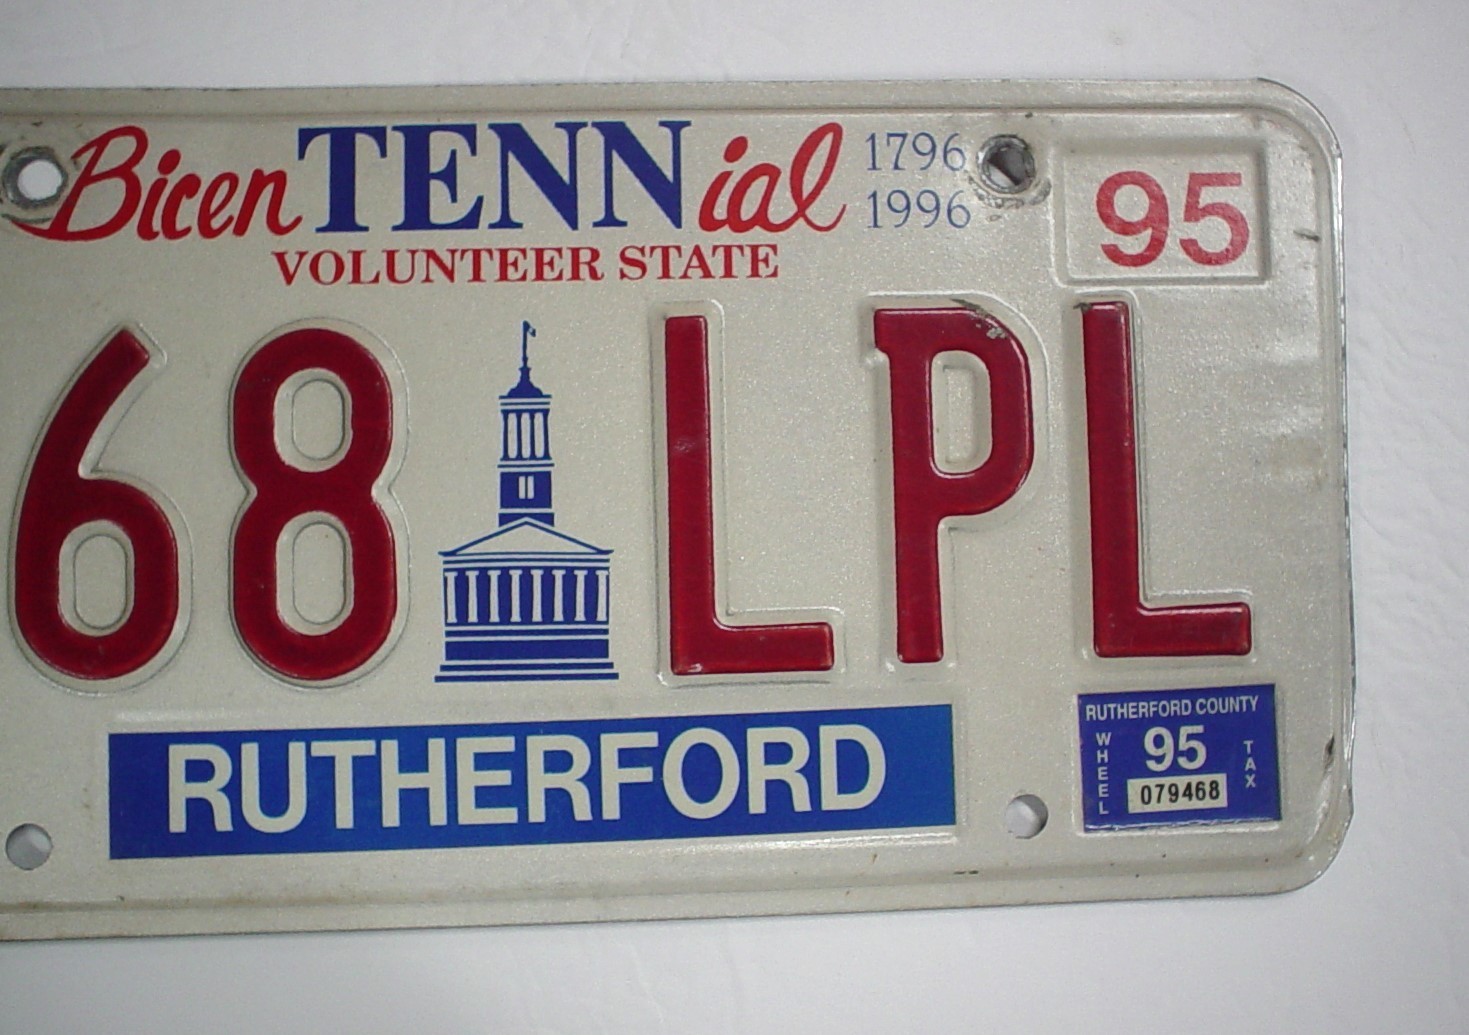 BicenTENNial 1796
1996
95
VOLUNTEER STATE
68 LPL
RUTHERFORD
RUTHERFORD COUNTY
WHEEL
95
TAX
079468